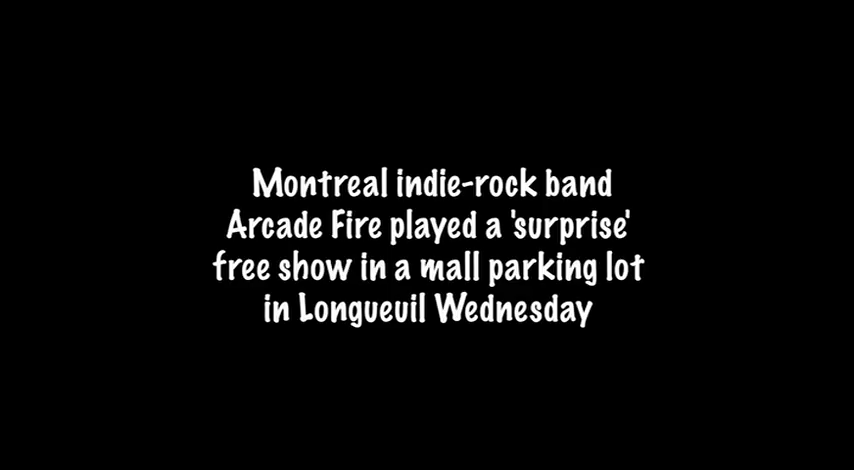 Montreal indie-rock band
Arcade Fire played a 'surprise'
free show in a mall parking lot
in Longueuil Wednesday